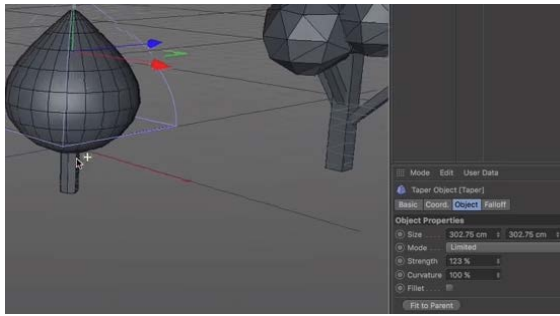 Mode Edit User Data
Taper Object [Taper]
Basic Coord. Object Falloff
Object Properties
Size . . . . 302.75 cm 302.75 cm
Mode . . . Limited
Strength 123 %
Curvature 100 %
Fillet . . . .
Fit to Parent